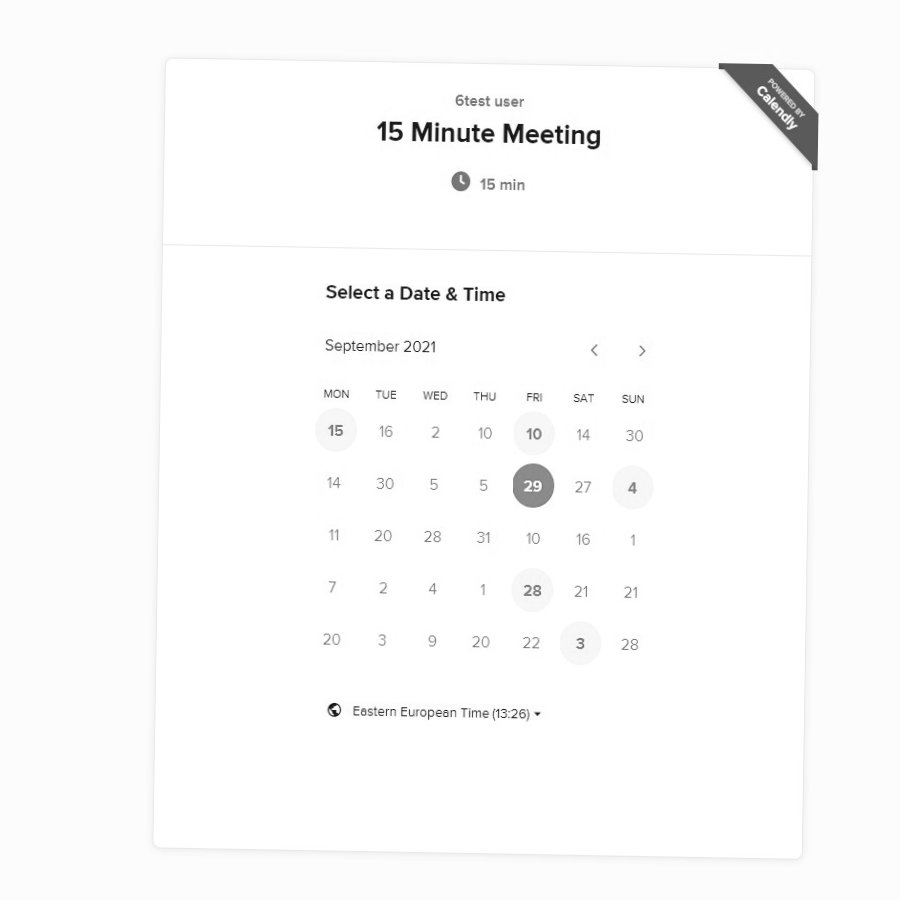 POWERED BY
Calendly
6test user
15 Minute Meeting
15 min
Select a Date & Time
September 2021
MON TUE WED THU FRI SAT SUN
15 16 2 10 10 14 30
14 30 5 5 29 27 4
11 20 28 31 10 16 1
7 2 4 1 28 21 21
20 3 9 20 22 3 28
Eastern European Time (13:26)